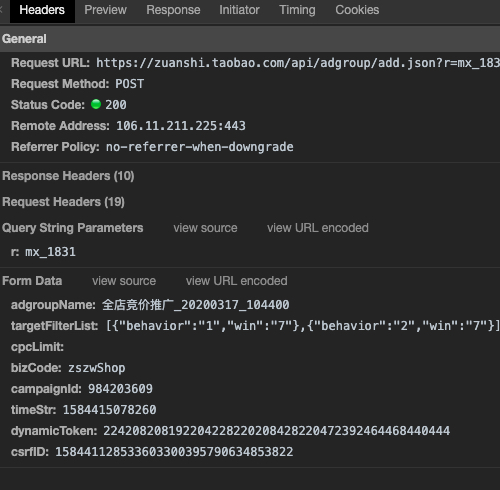 Headers Preview Response Initiator Timing Cookies
General
Request URL: https://zuanshi.taobao.com/api/adgroup/add.json?r=mx_183
Request Method: POST
Status Code: 200
Remote Address: 106.11.211.225:443
Referrer Policy: no-referrer-when-downgrade
Response Headers (10)
Request Headers (19)
Query String Parameters view source view URL encoded
r: mx_1831
Form Data view source view URL encoded
adgroupName: 全店竞价推广_20200317_104400
targetFilterList: [{"behavior":"1","win":"7"},{"behavior":"2","win":"7"}]
cpcLimit:
bizCode: zszwShop
campaignId: 984203609
timeStr: 1584415078260
dynamicToken: 224208208192204228220208428220472392464468440444
csrfID: 15844112853360330039579063485​3822